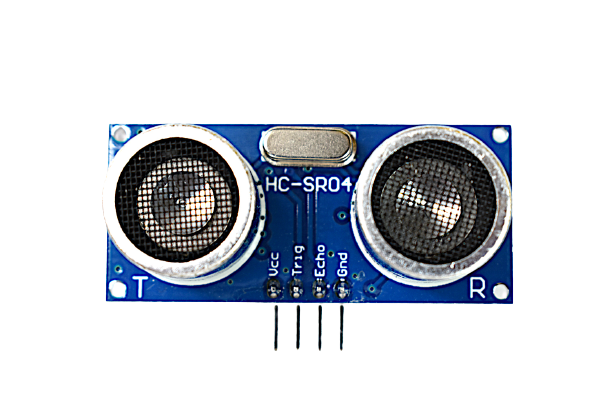 HC-SR04
Vcc
Trig
Echo
Gnd
T
R